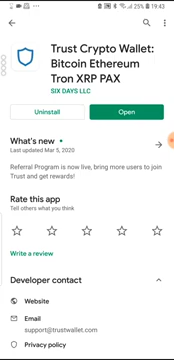 25% 19:43
Trust Crypto Wallet:
Bitcoin Ethereum
Tron XRP PAX
SIX DAYS LLC
Uninstall
Open
What's new
Last updated Mar 5, 2020
Referral Program is now live, bring more users to join
Trust and get rewards!
Rate this app
Tell others what you think
Write a review
Developer contact
Website
Email
support@trustwallet.com
Privacy policy